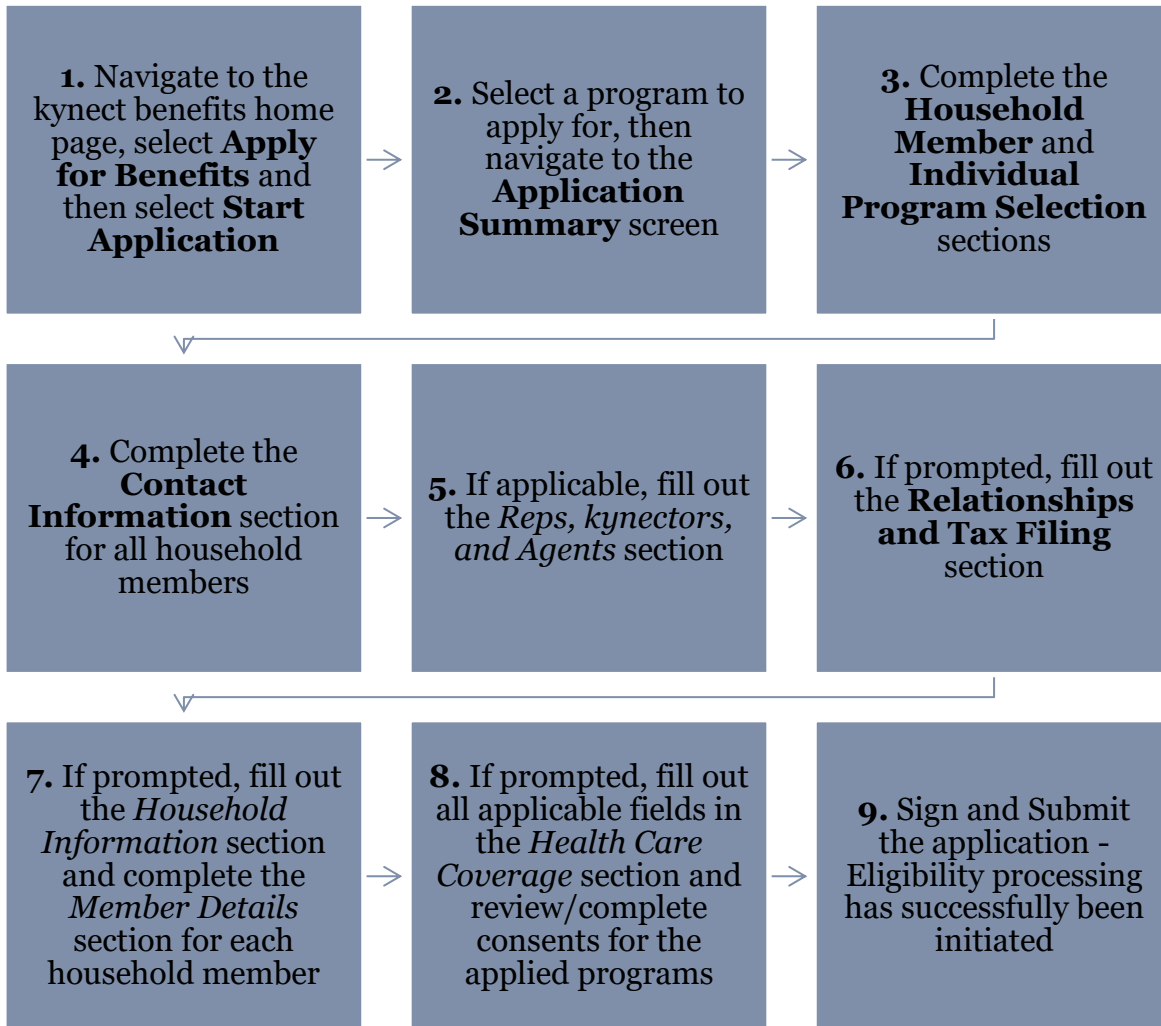 1. Navigate to the
kynect benefits home
page, select Apply
for Benefits and
then select Start
Application
2. Select a program to
apply for, then
navigate to the
Application
Summary screen
3. Complete the
Household
Member and
Individual
Program Selection
sections
4. Complete the
Contact
Information section
for all household
members
5. If applicable, fill out
the Reps, kynectors,
and Agents section
6. If prompted, fill out
the Relationships
and Tax Filing
section
7. If prompted, fill out
the Household
Information section
and complete the
Member Details
section for each
household member
8. If prompted, fill out
all applicable fields in
the Health Care
Coverage section and
review/complete
consents for the
applied programs
9. Sign and Submit
the application -
Eligibility processing
has successfully been
initiated